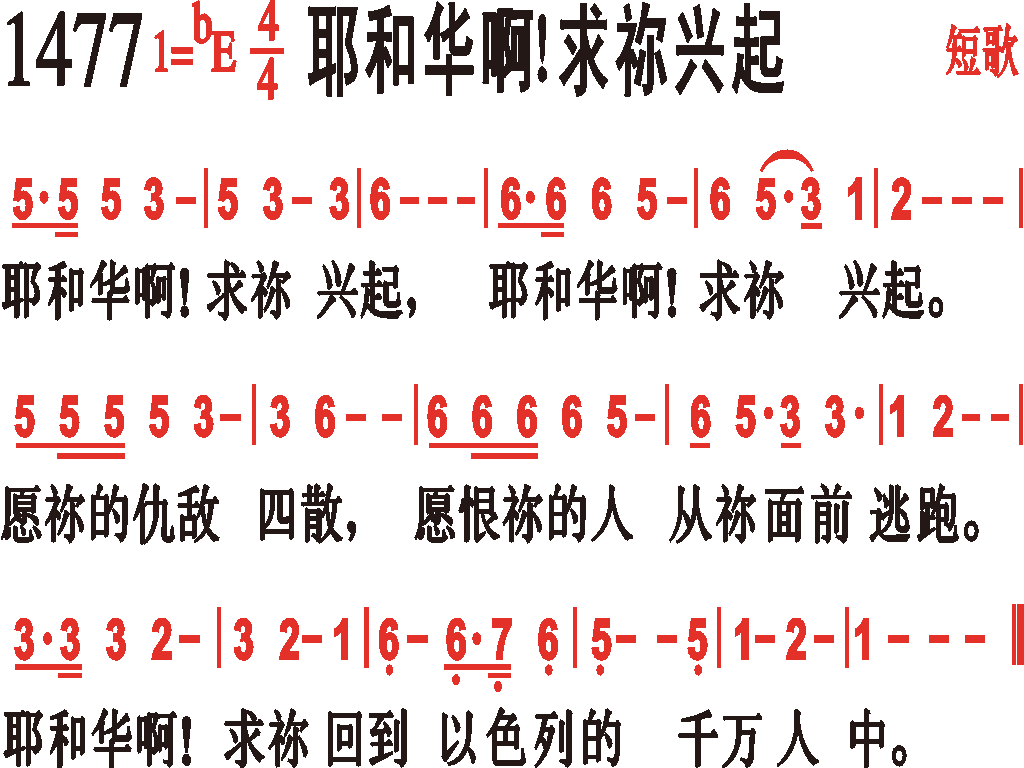 1477 1=♭E 4/4 耶和华啊!求祢兴起 短歌
5·5 5 3 - | 5 3 - 3 | 6 - - - | 6·6 6 5 - | 6 5·3 1 | 2 - - - |
耶和华啊!求祢 兴起, 耶和华啊!求祢 兴起。
5 5 5 5 3 - | 3 6 - - | 6 6 6 6 5 - | 6 5·3 3· | 1 2 - - |
愿祢的仇敌 四散, 愿恨祢的人 从祢面前 逃跑。
3·3 3 2 - | 3 2 - 1 | 6̣ - 6̣·7̣ 6̣ | 5̣ - - 5̣ | 1 - 2 - | 1 - - - ‖
耶和华啊!求祢 回到 以色列的 千万人 中。